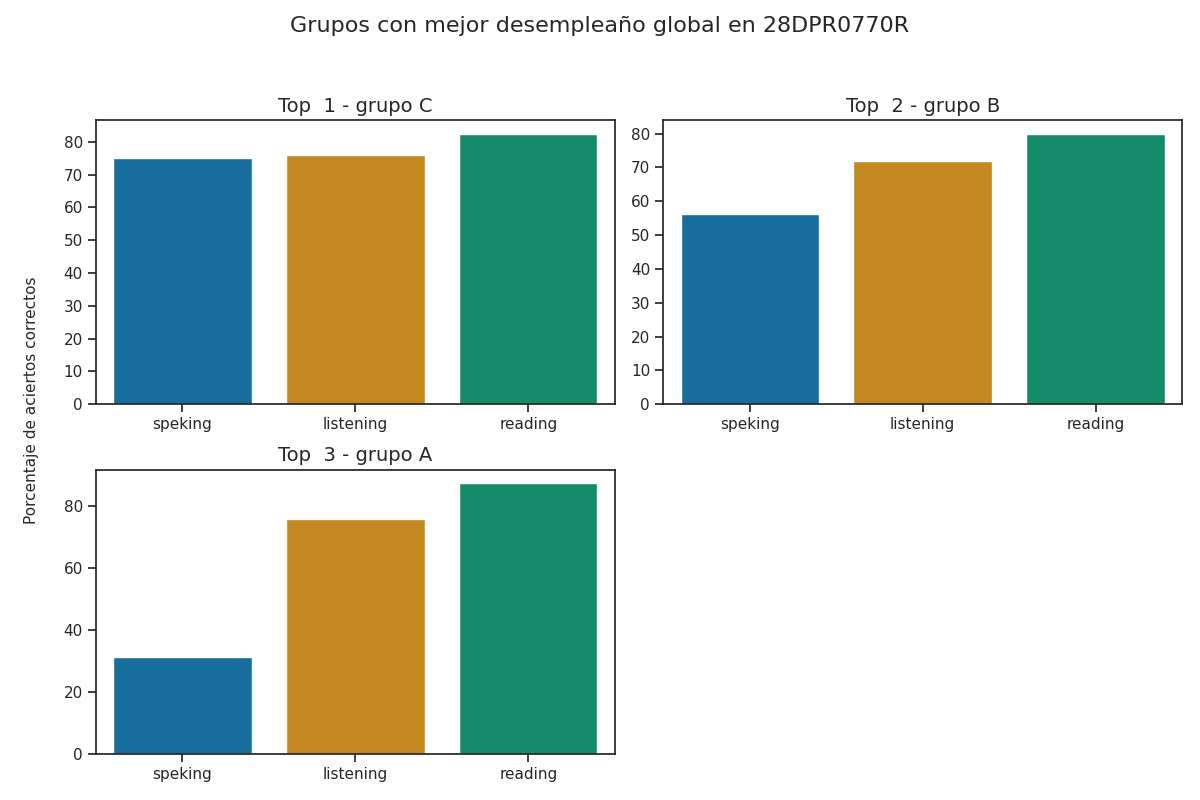 Grupos con mejor desempleaño global en 28DPR0770R
Porcentaje de aciertos correctos
Top  1 - grupo C
80
70
60
50
40
30
20
10
0
speking listening reading
Top  2 - grupo B
80
70
60
50
40
30
20
10
0
speking listening reading
Top  3 - grupo A
80
60
40
20
0
speking listening reading